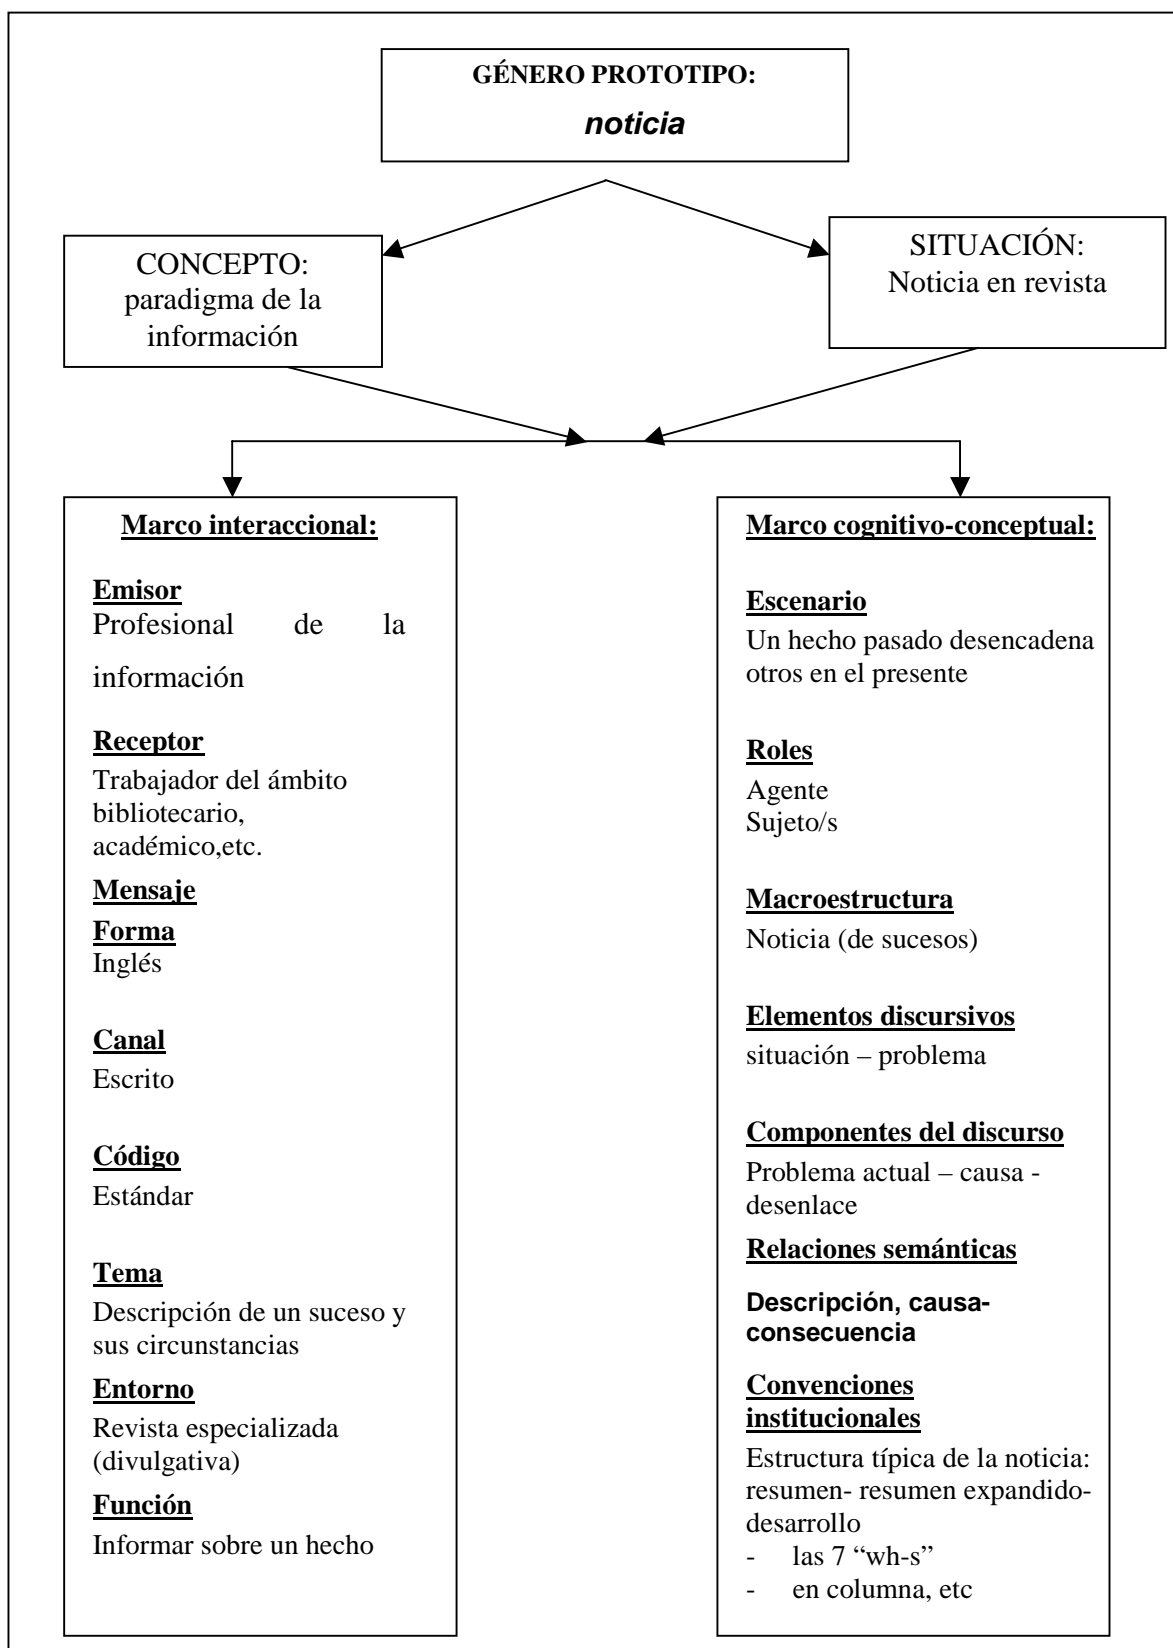 GÉNERO PROTOTIPO:
noticia
CONCEPTO:
paradigma de la
información
SITUACIÓN:
Noticia en revista
Marco interaccional:
Emisor
Profesional de la
información
Receptor
Trabajador del ámbito
bibliotecario,
académico,etc.
Mensaje
Forma
Inglés
Canal
Escrito
Código
Estándar
Tema
Descripción de un suceso y
sus circunstancias
Entorno
Revista especializada
(divulgativa)
Función
Informar sobre un hecho
Marco cognitivo-conceptual:
Escenario
Un hecho pasado desencadena
otros en el presente
Roles
Agente
Sujeto/s
Macroestructura
Noticia (de sucesos)
Elementos discursivos
situación – problema
Componentes del discurso
Problema actual – causa -
desenlace
Relaciones semánticas
Descripción, causa-
consecuencia
Convenciones
institucionales
Estructura típica de la noticia:
resumen- resumen expandido-
desarrollo
- las 7 “wh-s”
- en columna, etc